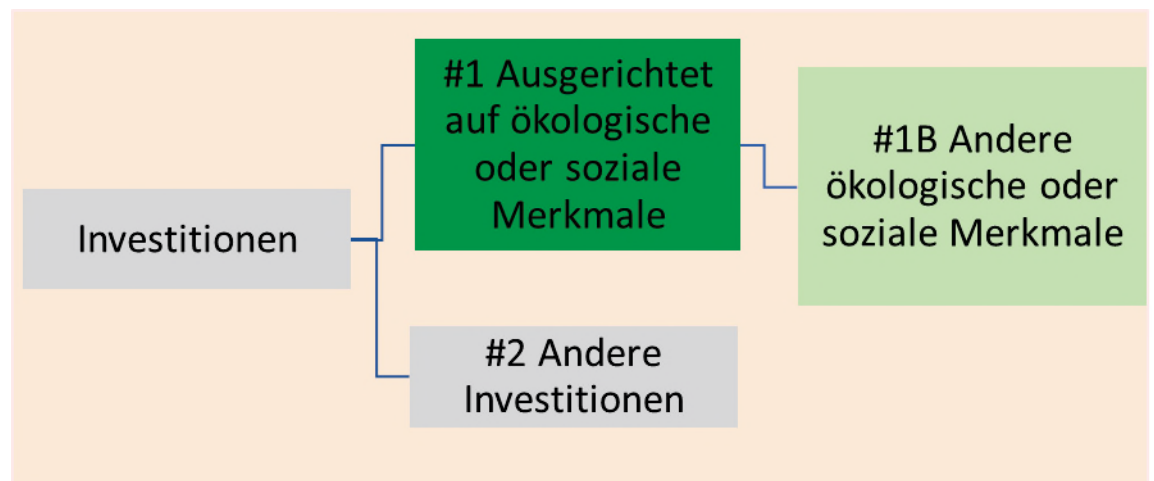 Investitionen
#1 Ausgerichtet
auf ökologische
oder soziale
Merkmale
#1B Andere
ökologische oder
soziale Merkmale
#2 Andere
Investitionen